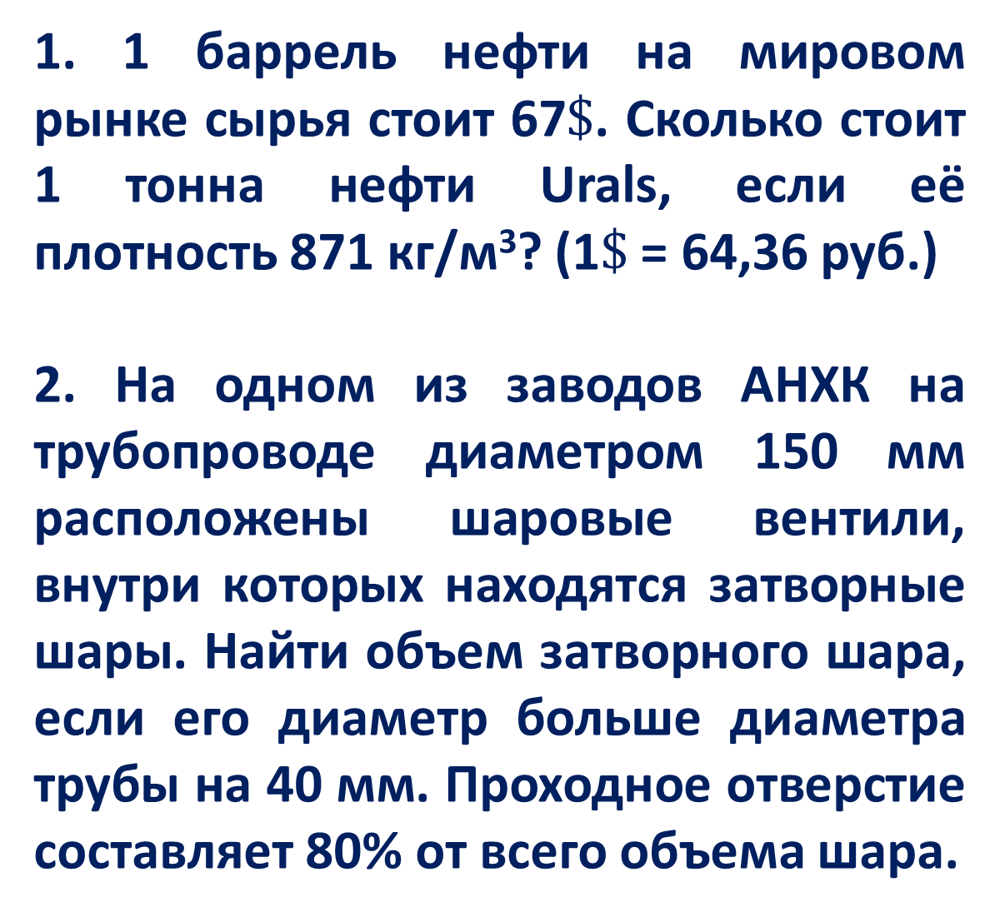 1. 1 баррель нефти на мировом
рынке сырья стоит 67$. Сколько стоит
1 тонна нефти Urals, если её
плотность 871 кг/м³? (1$ = 64,36 руб.)
2. На одном из заводов АНХК на
трубопроводе диаметром 150 мм
расположены шаровые вентили,
внутри которых находятся затворные
шары. Найти объем затворного шара,
если его диаметр больше диаметра
трубы на 40 мм. Проходное отверстие
составляет 80% от всего объема шара.